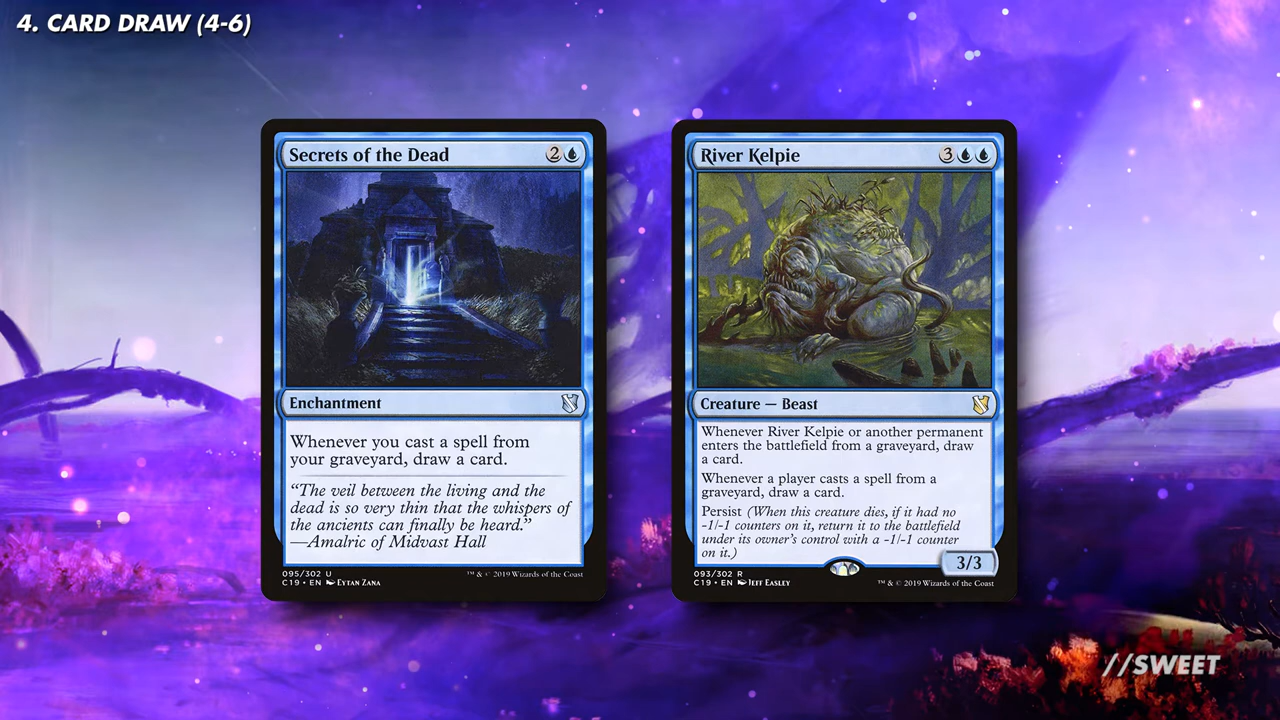 4. CARD DRAW (4-6)
Secrets of the Dead 2
Enchantment
Whenever you cast a spell from
your graveyard, draw a card.
“The veil between the living and the
dead is so very thin that the whispers of
the ancients can finally be heard.”
—Amalric of Midvast Hall
095/302 U
C19 • EN EYTAN ZANA
™ & © 2019 Wizards of the Coast
River Kelpie 3
Creature — Beast
Whenever River Kelpie or another permanent
enters the battlefield from a graveyard, draw
a card.
Whenever a player casts a spell from a
graveyard, draw a card.
Persist (When this creature dies, if it had no
-1/-1 counters on it, return it to the battlefield
under its owner’s control with a -1/-1 counter
on it.)
3/3
093/302 R
C19 • EN JEFF EASLEY
™ & © 2019 Wizards of the Coast
//SWEET